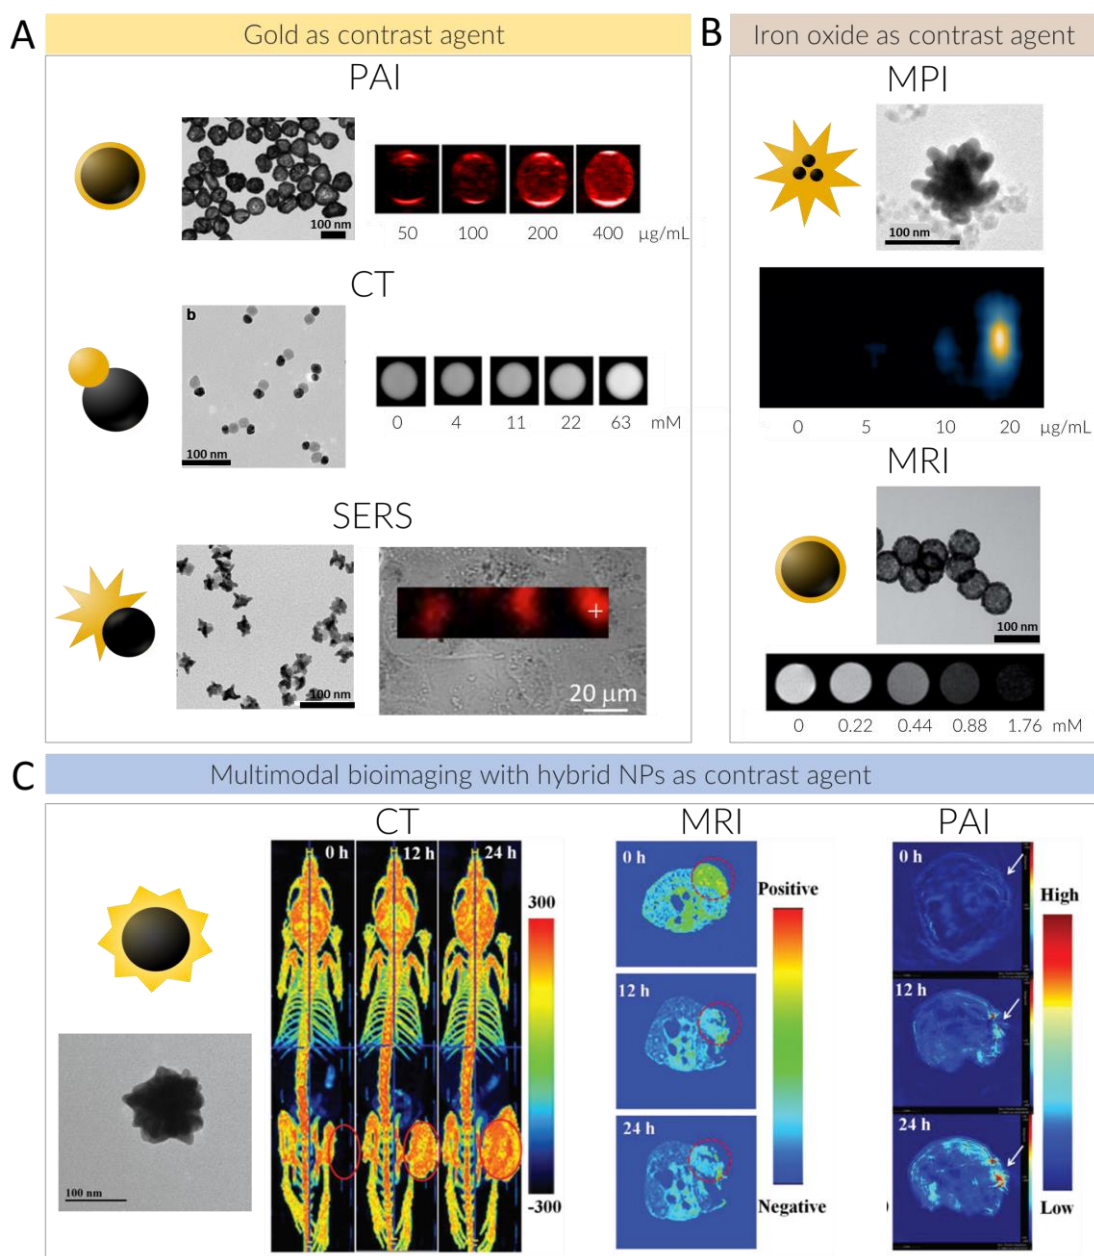 A
Gold as contrast agent
PAI
100 nm
50 100 200 400 µg/mL
CT
b
100 nm
0 4 11 22 63 mM
SERS
100 nm
20 µm
B
Iron oxide as contrast agent
MPI
100 nm
0 5 10 20 µg/mL
MRI
100 nm
0 0.22 0.44 0.88 1.76 mM
C
Multimodal bioimaging with hybrid NPs as contrast agent
100 nm
CT
0 h 12 h 24 h
300
-300
MRI
0 h
12 h
24 h
Positive
Negative
PAI
0 h
12 h
24 h
High
Low